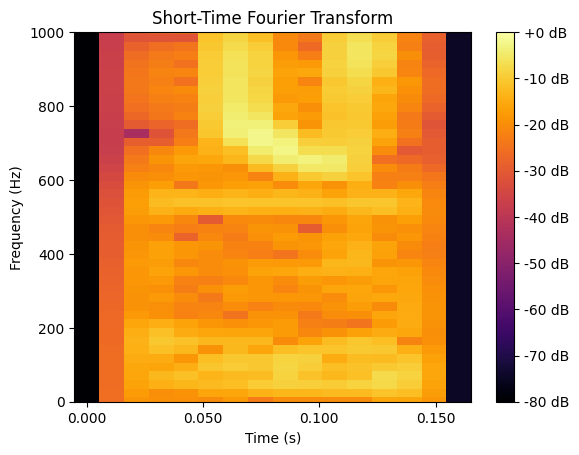 Short-Time Fourier Transform
1000
800
600
400
200
0
Frequency (Hz)
0.000
0.050
0.100
0.150
Time (s)
+0 dB
-10 dB
-20 dB
-30 dB
-40 dB
-50 dB
-60 dB
-70 dB
-80 dB